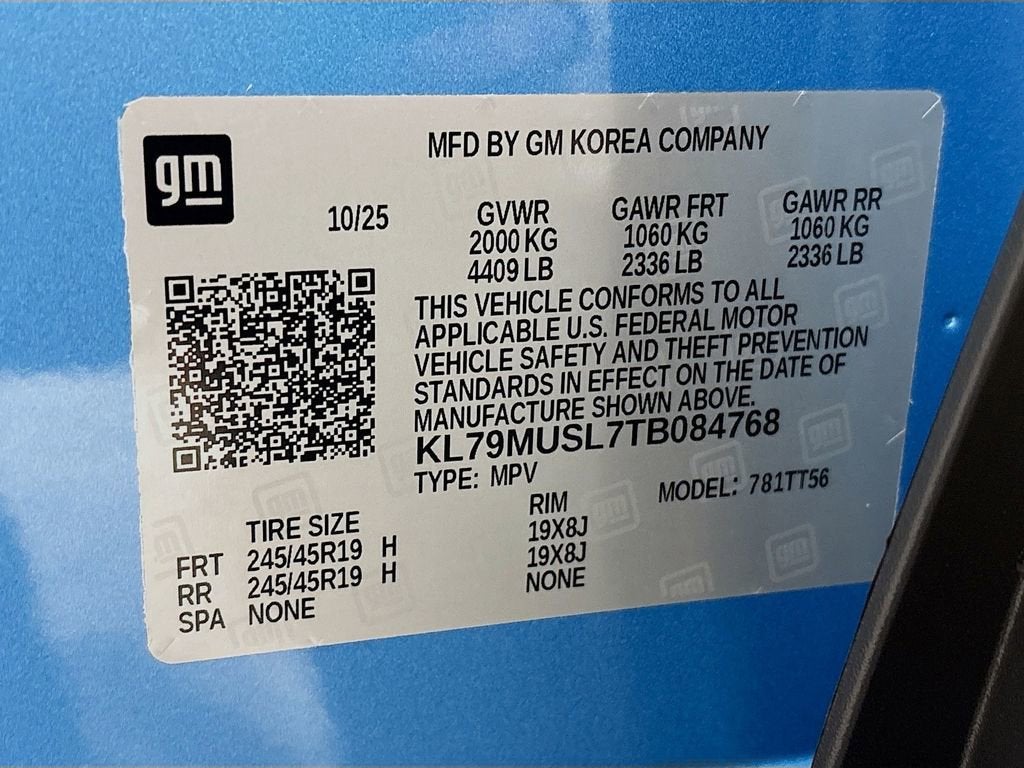 gm
MFD BY GM KOREA COMPANY
10/25
GVWR GAWR FRT GAWR RR
2000 KG 1060 KG 1060 KG
4409 LB 2336 LB 2336 LB
THIS VEHICLE CONFORMS TO ALL
APPLICABLE U.S. FEDERAL MOTOR
VEHICLE SAFETY AND THEFT PREVENTION
STANDARDS IN EFFECT ON THE DATE OF
MANUFACTURE SHOWN ABOVE.
KL79MUSL7TB084768
TYPE: MPV MODEL: 781TT56
TIRE SIZE RIM
FRT 245/45R19 H 19X8J
RR 245/45R19 H 19X8J
SPA NONE NONE